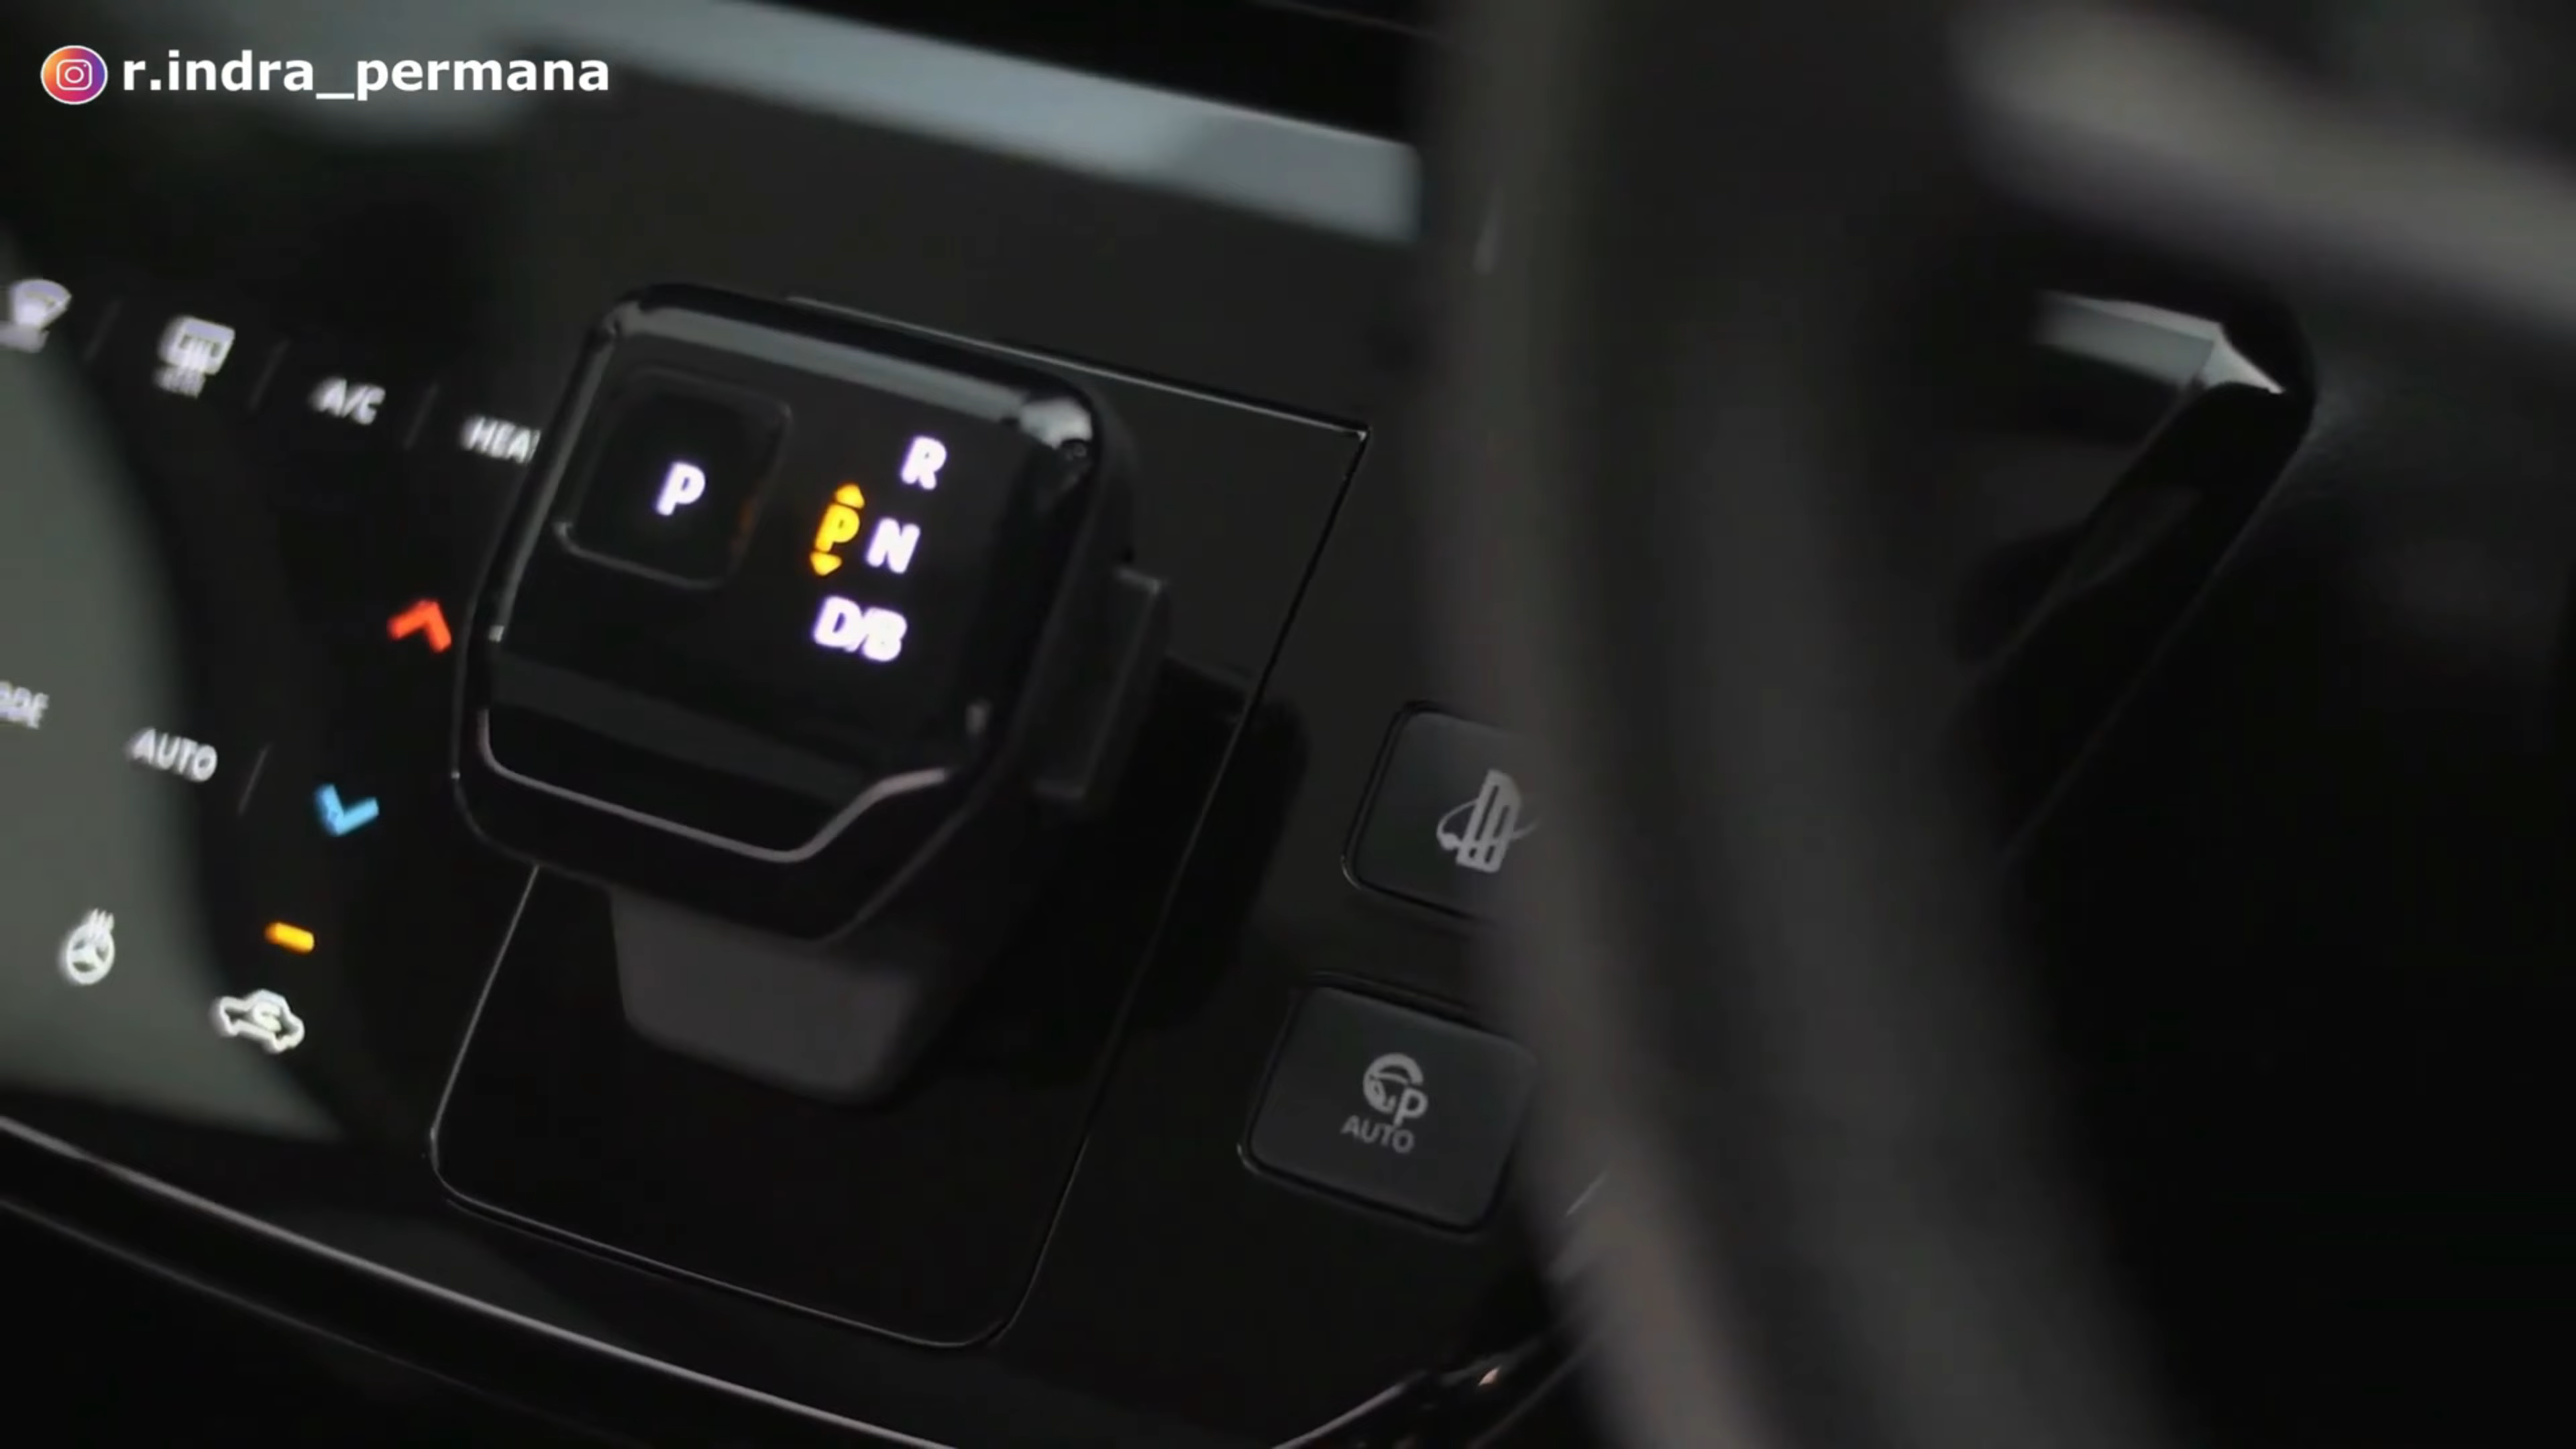 r.indra_permana
A/C
P
R
P
N
D/B
AUTO
P
AUTO